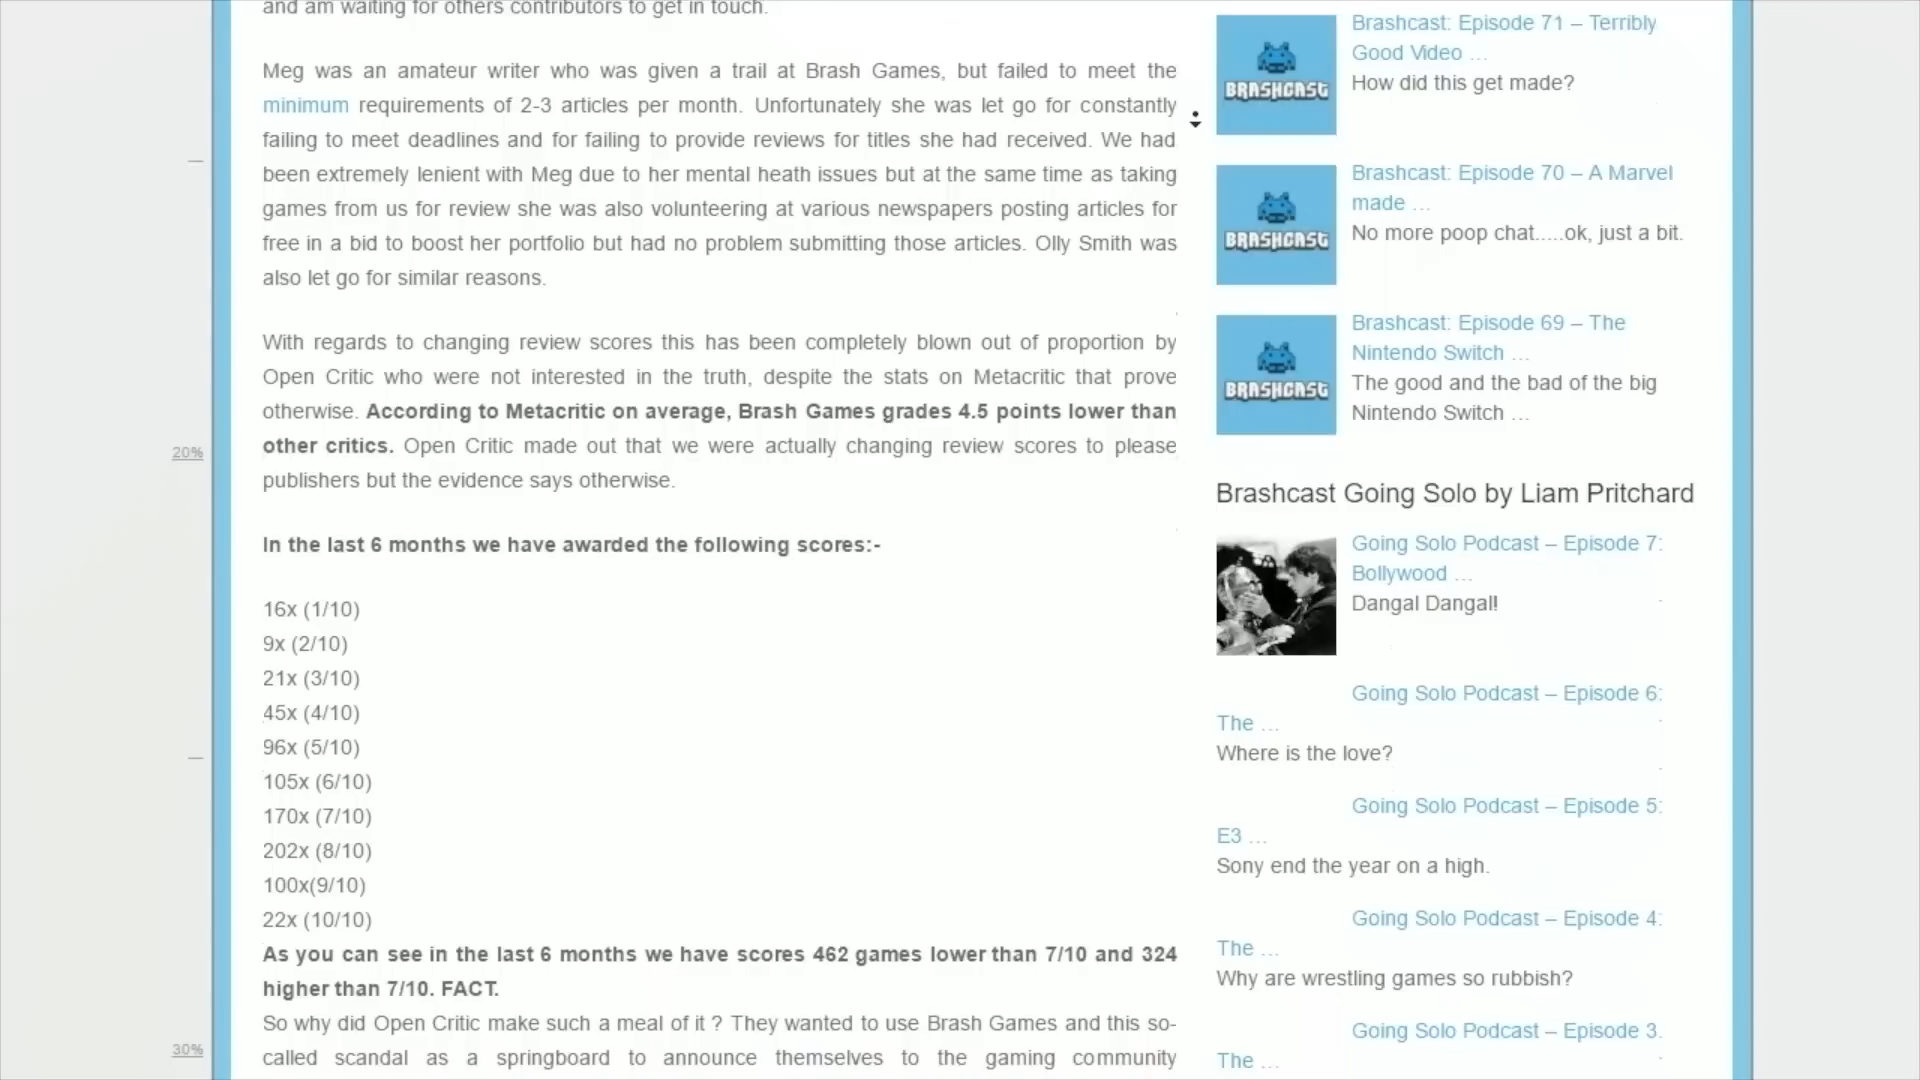 and am waiting for others contributors to get in touch.
Meg was an amateur writer who was given a trail at Brash Games, but failed to meet the
minimum requirements of 2-3 articles per month. Unfortunately she was let go for constantly
failing to meet deadlines and for failing to provide reviews for titles she had received. We had
been extremely lenient with Meg due to her mental heath issues but at the same time as taking
games from us for review she was also volunteering at various newspapers posting articles for
free in a bid to boost her portfolio but had no problem submitting those articles. Olly Smith was
also let go for similar reasons.
With regards to changing review scores this has been completely blown out of proportion by
Open Critic who were not interested in the truth, despite the stats on Metacritic that prove
otherwise. According to Metacritic on average, Brash Games grades 4.5 points lower than
other critics. Open Critic made out that we were actually changing review scores to please
publishers but the evidence says otherwise.
In the last 6 months we have awarded the following scores:-
16x (1/10)
9x (2/10)
21x (3/10)
45x (4/10)
96x (5/10)
105x (6/10)
170x (7/10)
202x (8/10)
100x(9/10)
22x (10/10)
As you can see in the last 6 months we have scores 462 games lower than 7/10 and 324
higher than 7/10. FACT.
So why did Open Critic make such a meal of it ? They wanted to use Brash Games and this so-
called scandal as a springboard to announce themselves to the gaming community
20%
30%
BRASHCAST
Brashcast: Episode 71 – Terribly
Good Video …
How did this get made?
BRASHCAST
Brashcast: Episode 70 – A Marvel
made …
No more poop chat.....ok, just a bit.
BRASHCAST
Brashcast: Episode 69 – The
Nintendo Switch …
The good and the bad of the big
Nintendo Switch …
Brashcast Going Solo by Liam Pritchard
Going Solo Podcast – Episode 7:
Bollywood …
Dangal Dangal!
Going Solo Podcast – Episode 6:
The …
Where is the love?
Going Solo Podcast – Episode 5:
E3 …
Sony end the year on a high.
Going Solo Podcast – Episode 4:
The …
Why are wrestling games so rubbish?
Going Solo Podcast – Episode 3.
The …